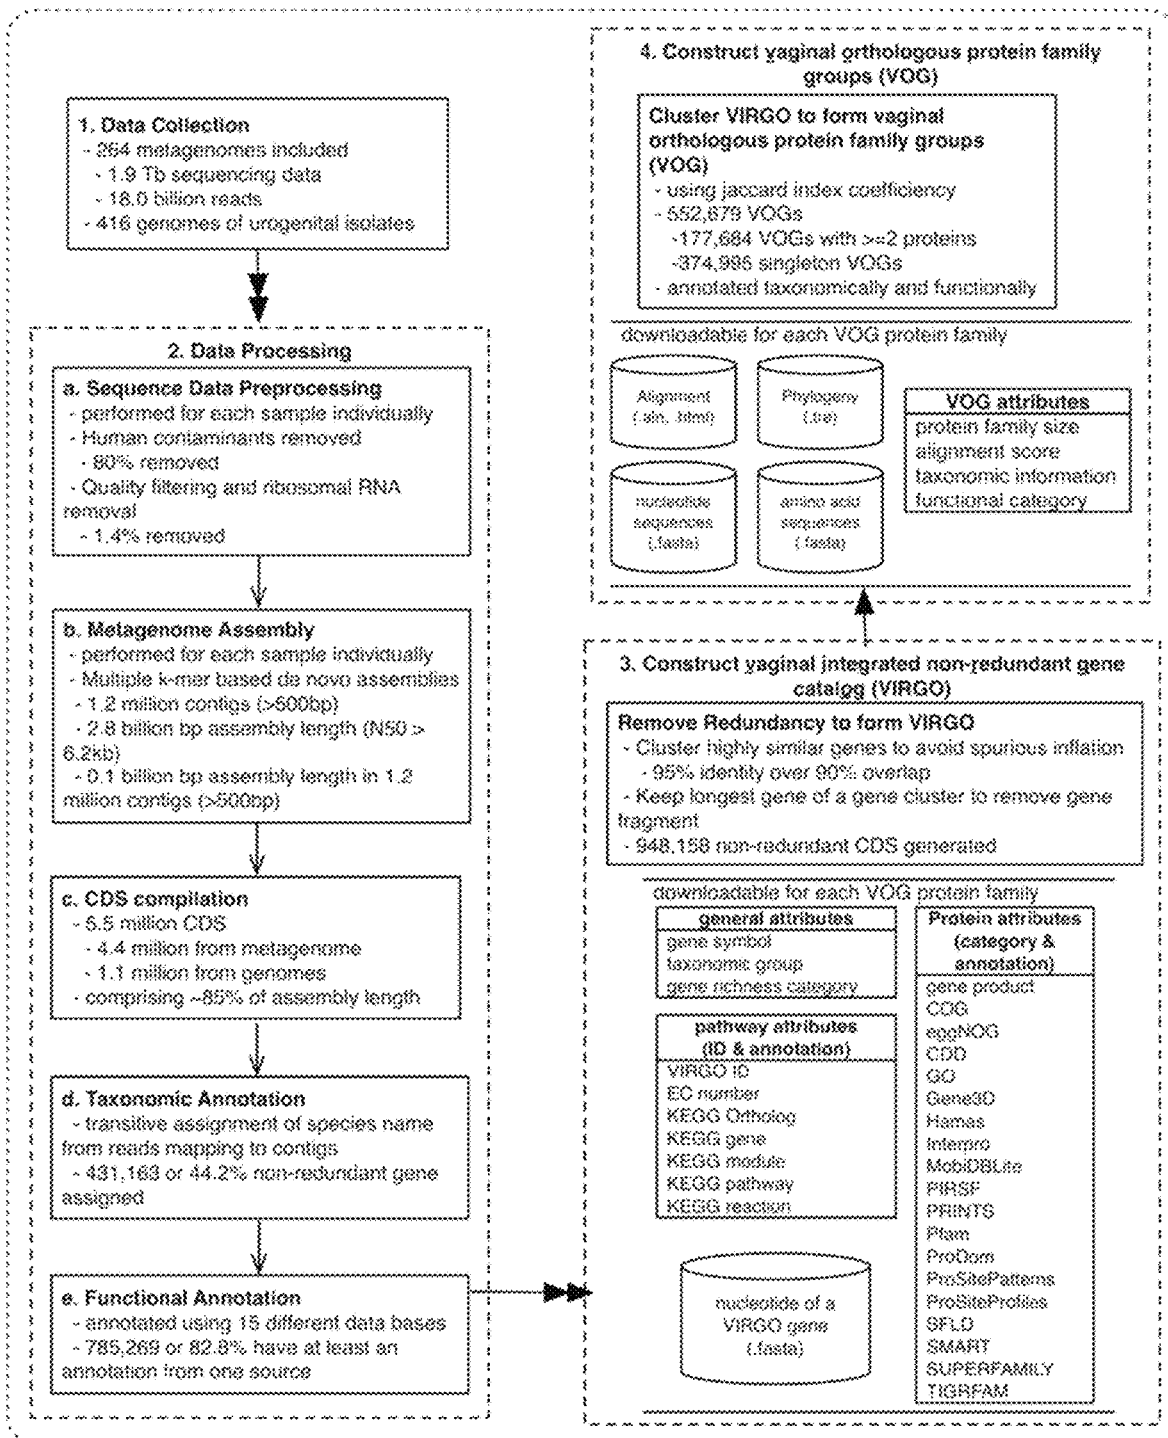 1. Data Collection
- 264 metagenomes included
- 1.9 Tb sequencing data
- 18.0 billion reads
- 416 genomes of urogenital isolates
2. Data Processing
a. Sequence Data Preprocessing
- performed for each sample individually
- Human contaminants removed
- 80% removed
- Quality filtering and ribosomal RNA
removal
- 1.4% removed
b. Metagenome Assembly
- performed for each sample individually
- Multiple k-mer based de novo assemblies
- 1.2 million contigs (>500bp)
- 2.8 billion bp assembly length (N50 >
6.2kb)
- 0.1 billion bp assembly length in 1.2
million contigs (>500bp)
c. CDS compilation
- 5.5 million CDS
- 4.4 million from metagenome
- 1.1 million from genomes
- comprising ~85% of assembly length
d. Taxonomic Annotation
- transitive assignment of species name
from reads mapping to contigs
- 431,163 or 44.2% non-redundant gene
assigned
e. Functional Annotation
- annotated using 15 different data bases
- 785,269 or 82.8% have at least an
annotation from one source
4. Construct vaginal orthologous protein family
groups (VOG)
Cluster VIRGO to form vaginal
orthologous protein family groups
(VOG)
- using jaccard index coefficiency
- 552,679 VOGs
-177,684 VOGs with >=2 proteins
-374,995 singleton VOGs
- annotated taxonomically and functionally
downloadable for each VOG protein family
Alignment
(.aln, .html)
Phylogeny
(.tre)
nucleotide
sequences
(.fasta)
amino acid
sequences
(.fasta)
VOG attributes
protein family size
alignment score
taxonomic information
functional category
3. Construct vaginal integrated non-redundant gene
catalog (VIRGO)
Remove Redundancy to form VIRGO
- Cluster highly similar genes to avoid spurious inflation
- 95% identity over 90% overlap
- Keep longest gene of a gene cluster to remove gene
fragment
- 948,158 non-redundant CDS generated
downloadable for each VOG protein family
general attributes
gene symbol
taxonomic group
gene richness category
pathway attributes
(ID & annotation)
VIRGO ID
EC number
KEGG Ortholog
KEGG gene
KEGG module
KEGG pathway
KEGG reaction
nucleotide of a
VIRGO gene
(.fasta)
Protein attributes
(category &
annotation)
gene product
COG
eggNOG
CDD
GO
Gene3D
Hamas
Interpro
MobiDBLite
PIRSF
PRINTS
Pfam
ProDom
ProSitePatterns
ProSiteProfiles
SFLD
SMART
SUPERFAMILY
TIGRFAM